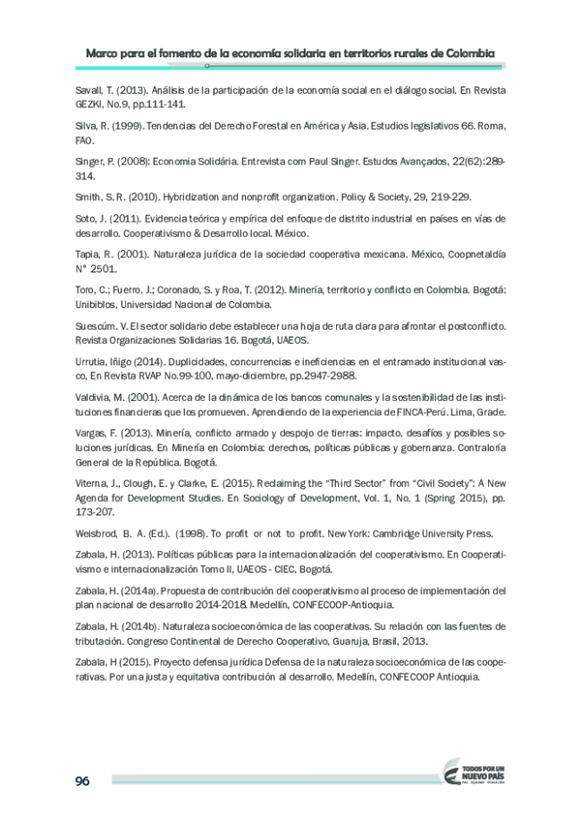 Marco para el fomento de la economía solidaria en territorios rurales de Colombia
Savall, T. (2013). Análisis de la participación de la economía social en el diálogo social. En Revista
GEZKI, No.9, pp.111-141.
Silva, R. (1999). Tendencias del Derecho Forestal en América y Asia. Estudios legislativos 66. Roma,
FAO.
Singer, P. (2008): Economia Solidária. Entrevista com Paul Singer. Estudos Avançados, 22(62):289-
314.
Smith, S. R. (2010). Hybridization and nonprofit organization. Policy & Society, 29, 219-229.
Soto, J. (2011). Evidencia teórica y empírica del enfoque de distrito industrial en países en vías de
desarrollo. Cooperativismo & Desarrollo local. México.
Tapia, R. (2001). Naturaleza jurídica de la sociedad cooperativa mexicana. México, Coopnetaldía
N° 2501.
Toro, C.; Fuerro, J.; Coronado, S. y Roa, T. (2012). Minería, territorio y conflicto en Colombia. Bogotá:
Unibiblos, Universidad Nacional de Colombia.
Suescúm. V. El sector solidario debe establecer una hoja de ruta clara para afrontar el postconflicto.
Revista Organizaciones Solidarias 16. Bogotá, UAEOS.
Urrutia, Iñigo (2014). Duplicidades, concurrencias e ineficiencias en el entramado institucional vas-
co, En Revista RVAP No.99-100, mayo-diciembre, pp.2947-2988.
Valdivia, M. (2001). Acerca de la dinámica de los bancos comunales y la sostenibilidad de las insti-
tuciones financieras que los promueven. Aprendiendo de la experiencia de FINCA-Perú. Lima, Grade.
Vargas, F. (2013). Minería, conflicto armado y despojo de tierras: impacto, desafíos y posibles so-
luciones jurídicas. En Minería en Colombia: derechos, políticas públicas y gobernanza. Contraloría
General de la República. Bogotá.
Viterna, J., Clough, E. y Clarke, E. (2015). Reclaiming the “Third Sector” from “Civil Society”: A New
Agenda for Development Studies. En Sociology of Development, Vol. 1, No. 1 (Spring 2015), pp.
173-207.
Weisbrod, B. A. (Ed.). (1998). To profit or not to profit. New York: Cambridge University Press.
Zabala, H. (2013). Políticas públicas para la internacionalización del cooperativismo. En Cooperati-
vismo e internacionalización Tomo II, UAEOS - CIEC, Bogotá.
Zabala, H. (2014a). Propuesta de contribución del cooperativismo al proceso de implementación del
plan nacional de desarrollo 2014-2018. Medellín, CONFECOOP-Antioquia.
Zabala, H. (2014b). Naturaleza socioeconómica de las cooperativas. Su relación con las fuentes de
tributación. Congreso Continental de Derecho Cooperativo, Guaruja, Brasil, 2013.
Zabala, H (2015). Proyecto defensa jurídica Defensa de la naturaleza socioeconómica de las coope-
rativas. Por una justa y equitativa contribución al desarrollo. Medellín, CONFECOOP Antioquia.
96
TODOS POR UN
NUEVO PAÍS
PAZ EQUIDAD EDUCACIÓN